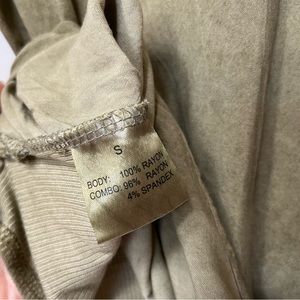 S
BODY: 100% RAYON
COMBO: 96% RAYON
4% SPANDEX